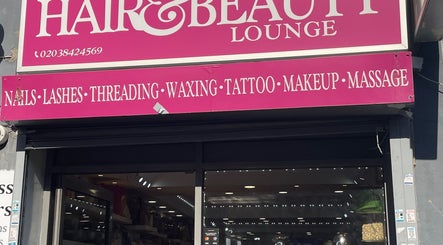 HAIR&BEAUTY
LOUNGE
02038424569
NAILS • LASHES • THREADING • WAXING • TATTOO • MAKEUP • MASSAGE